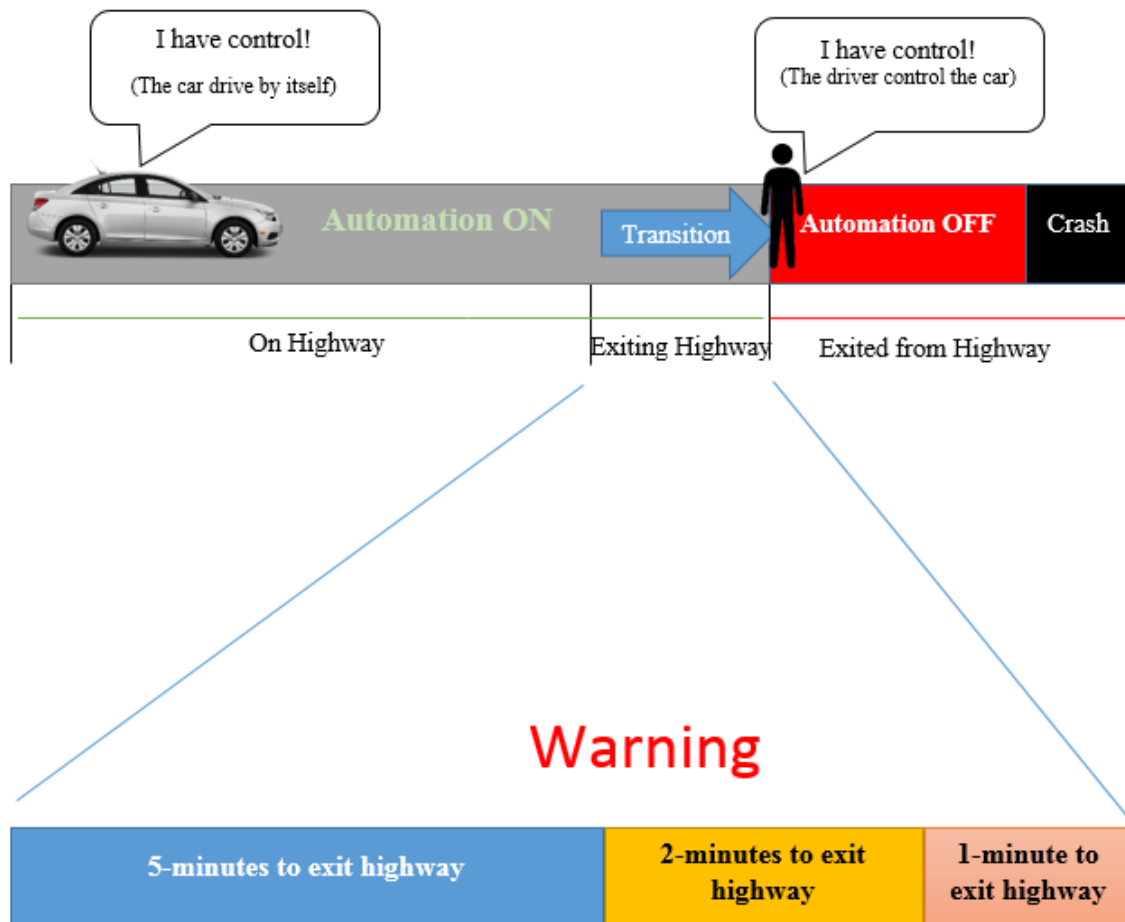 I have control!
(The car drive by itself)
I have control!
(The driver control the car)
Automation ON
Transition
Automation OFF
Crash
On Highway
Exiting Highway
Exited from Highway
Warning
5-minutes to exit highway
2-minutes to exit
highway
1-minute to
exit highway